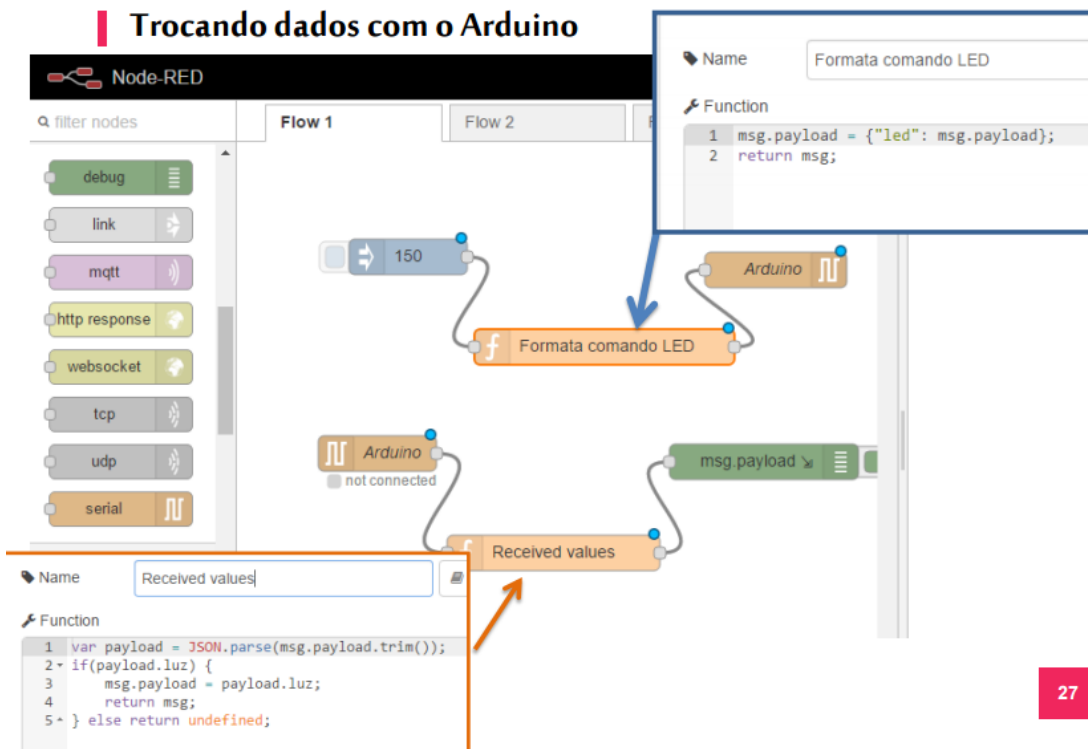 Trocando dados com o Arduino
Node-RED
filter nodes
debug
link
mqtt
http response
websocket
tcp
udp
serial
Flow 1
Flow 2
150
Formata comando LED
Arduino
Arduino
not connected
Received values
msg.payload
Name
Formata comando LED
Function
1 msg.payload = {"led": msg.payload};
2 return msg;
Name
Received values
Function
1 var payload = JSON.parse(msg.payload.trim());
2 if(payload.luz) {
3 msg.payload = payload.luz;
4 return msg;
5 } else return undefined;
27